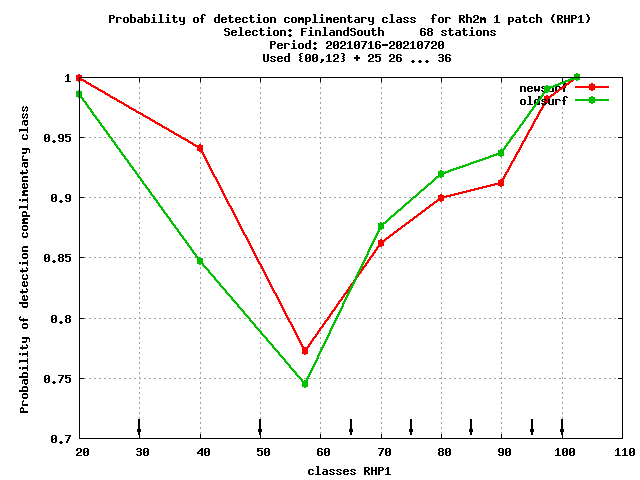 Probability of detection complimentary class  for Rh2m 1 patch (RHP1)
Selection: FinlandSouth     68 stations
Period: 20210716-20210720
Used {00,12} + 25 26 ... 36
newsurf
oldsurf
1
0.95
0.9
0.85
0.8
0.75
0.7
Probability of detection complimentary class
20 30 40 50 60 70 80 90 100 110
classes RHP1